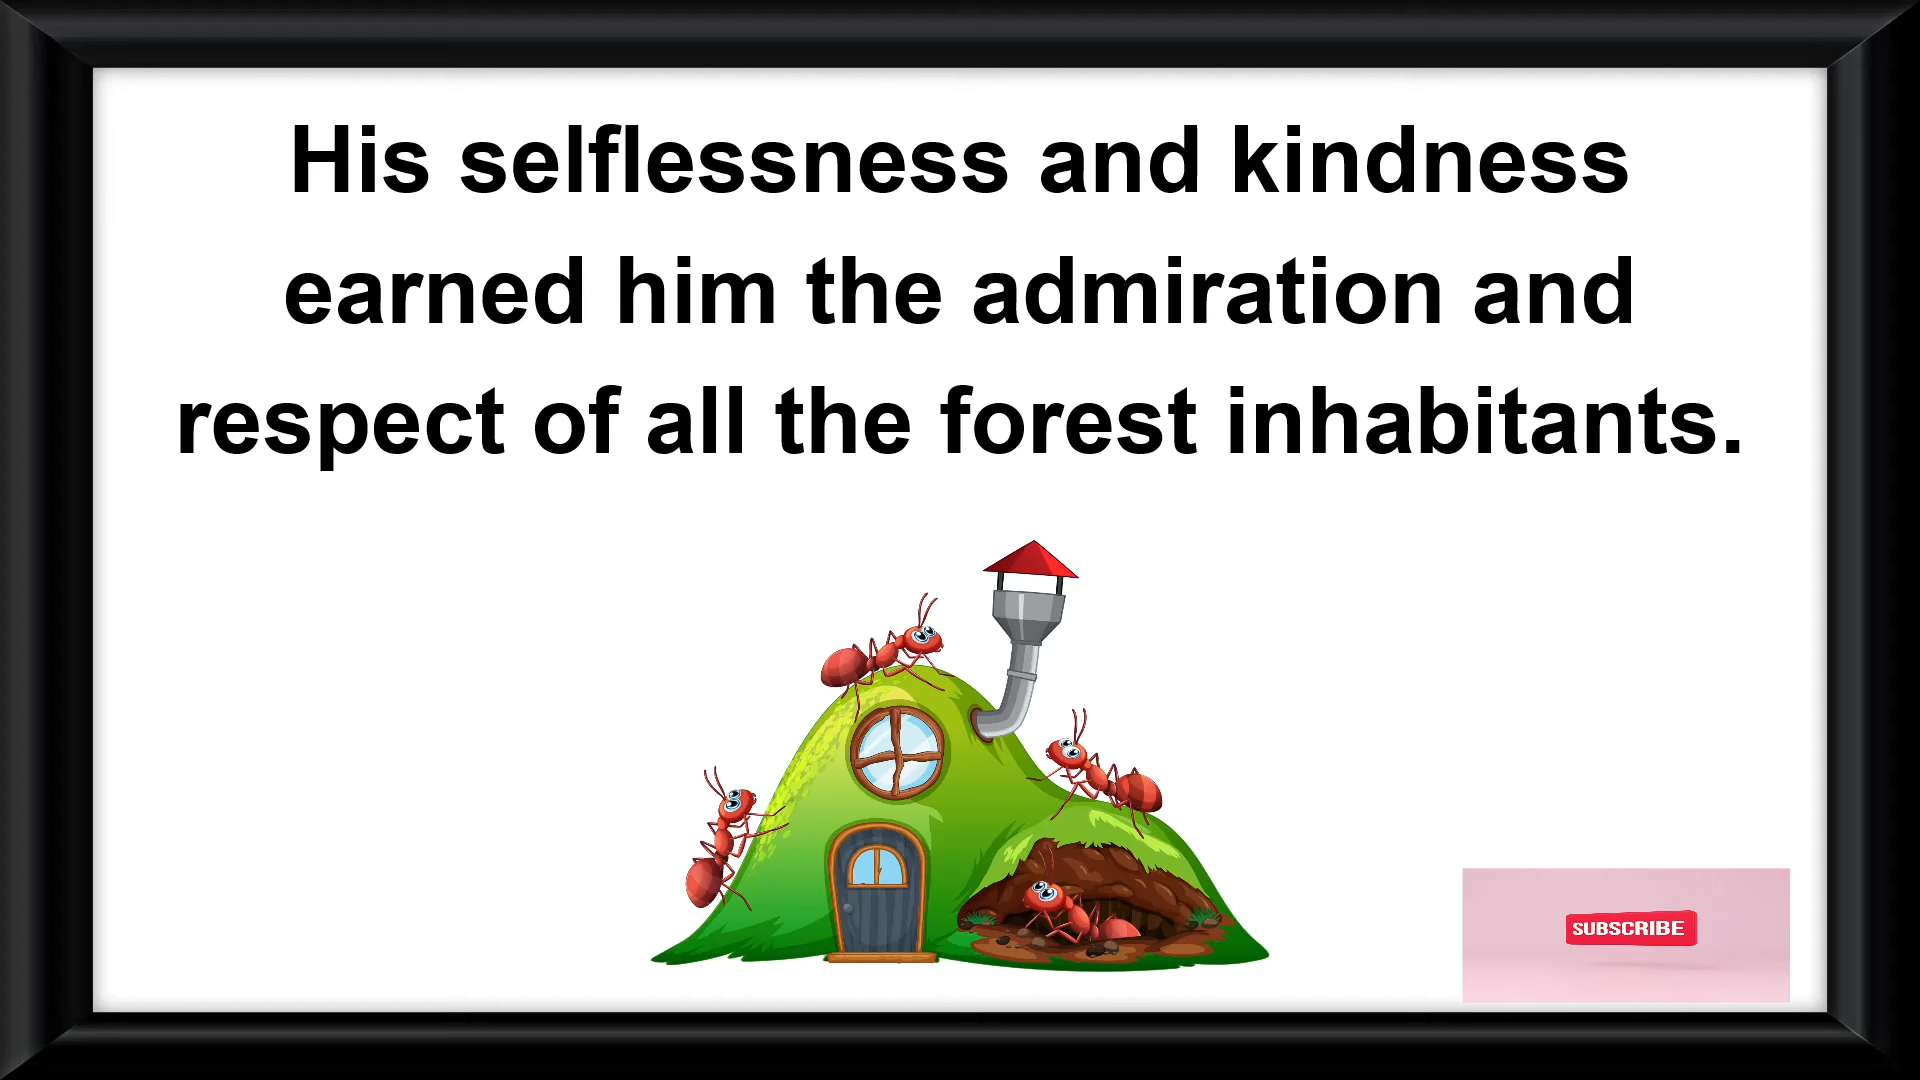 His selflessness and kindness
earned him the admiration and
respect of all the forest inhabitants.
SUBSCRIBE